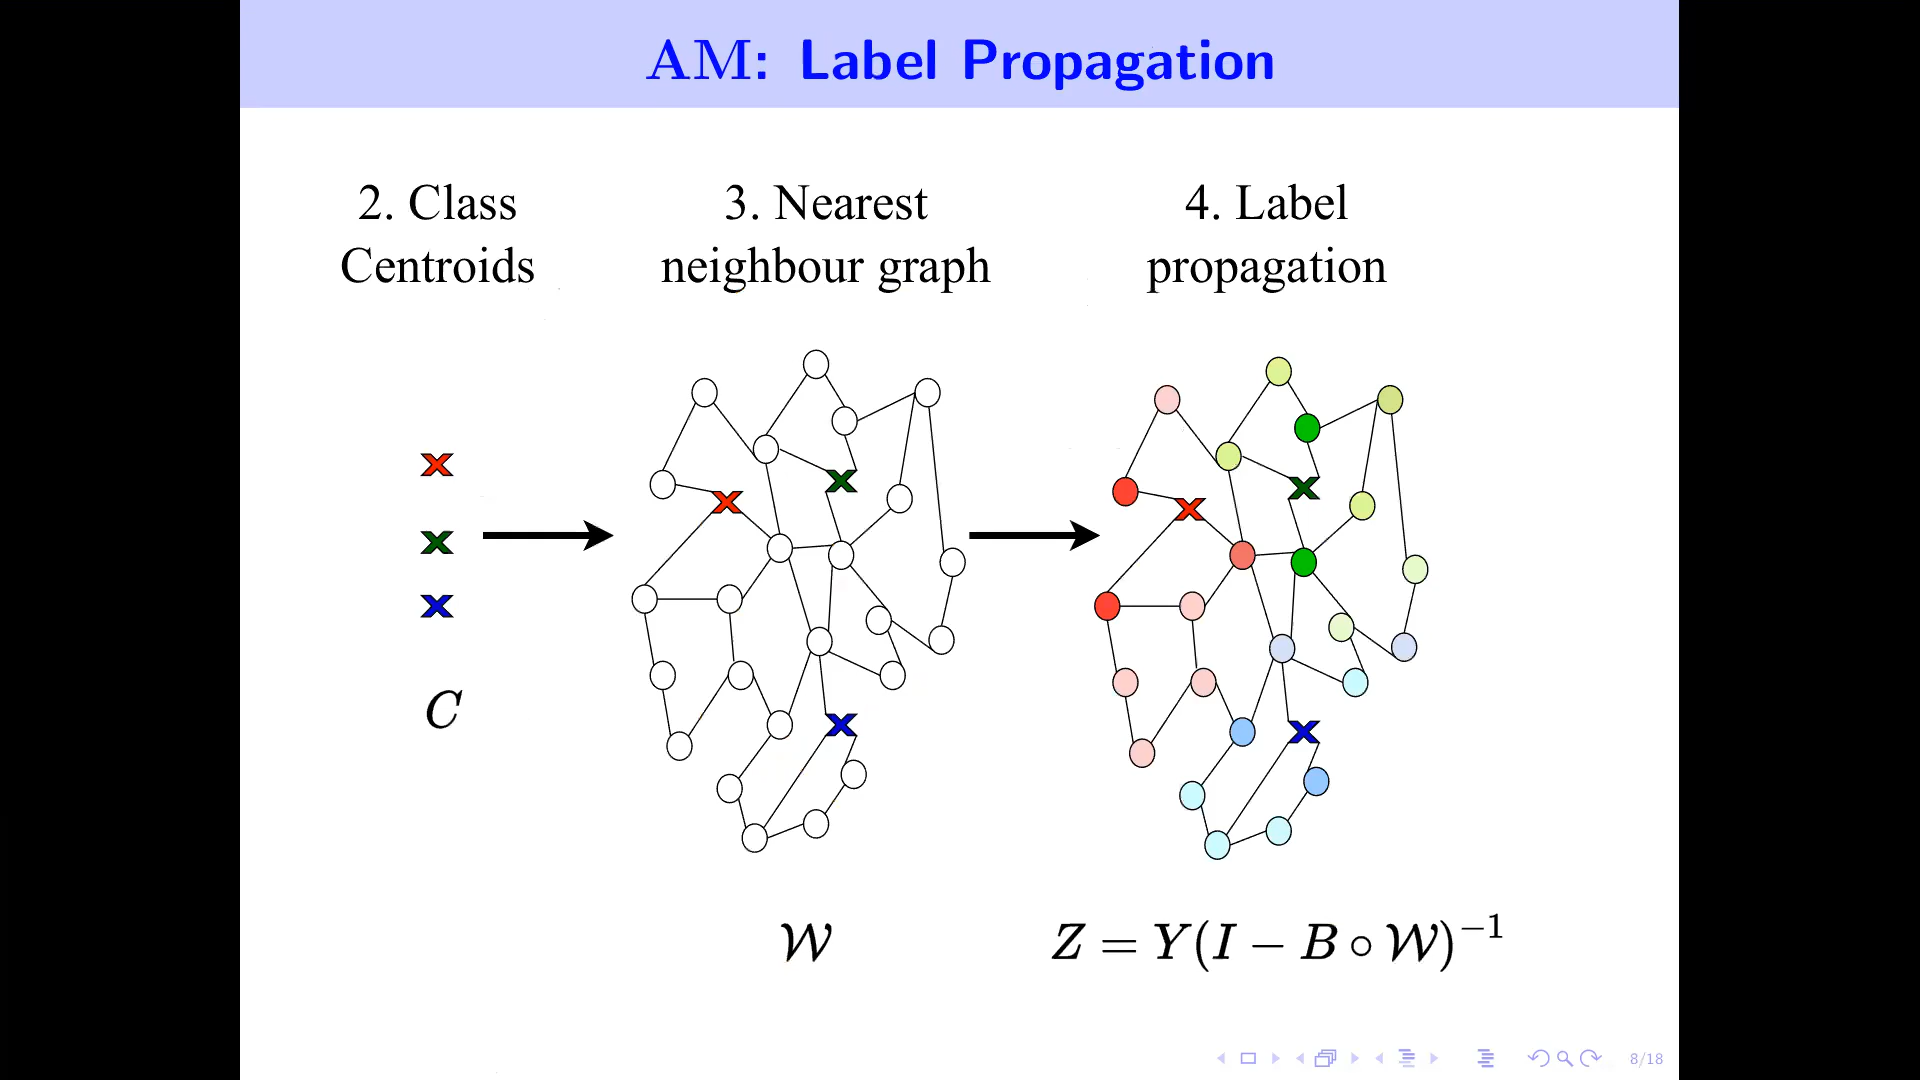 AM: Label Propagation
2. Class
Centroids
3. Nearest
neighbour graph
4. Label
propagation
C
𝒲
Z = Y(I − B ∘ 𝒲)⁻¹
8/18